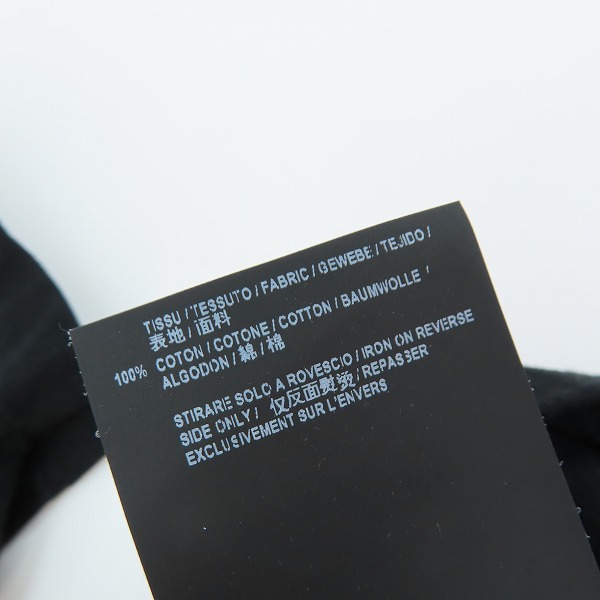 TISSU / TESSUTO / FABRIC / GEWEBE / TEJIDO /
表地 / 面料
100% COTON / COTONE / COTTON / BAUMWOLLE /
ALGODON / 綿 / 棉
STIRARE SOLO A ROVESCIO / IRON ON REVERSE
SIDE ONLY / 仅反面熨烫 / REPASSER
EXCLUSIVEMENT SUR L'ENVERS